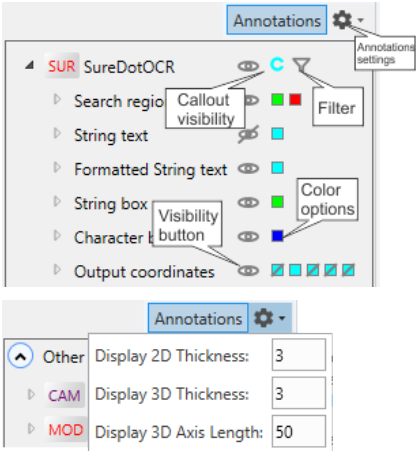 Annotations
Annotations settings
SUR SureDotOCR
Search regio
Callout visibility
Filter
String text
Formatted String text
String box
Color options
Visibility button
Character b
Output coordinates
Annotations
Other
Display 2D Thickness: 3
CAM
Display 3D Thickness: 3
MOD
Display 3D Axis Length: 50